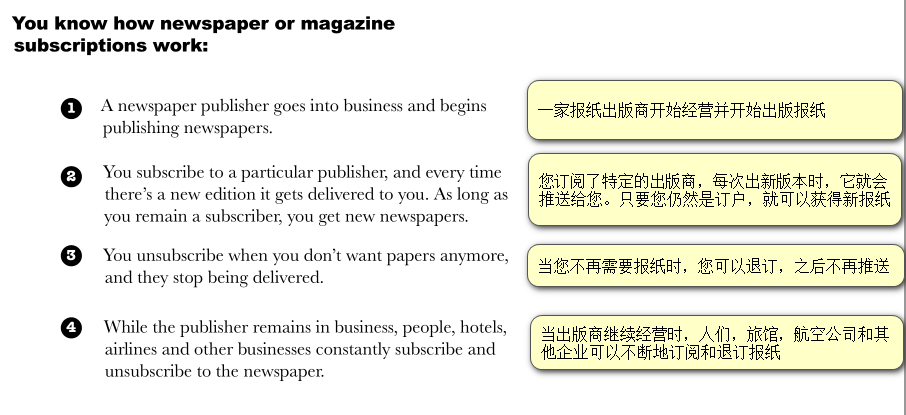 You know how newspaper or magazine
subscriptions work:
1 A newspaper publisher goes into business and begins
publishing newspapers.
一家报纸出版商开始经营并开始出版报纸
2 You subscribe to a particular publisher, and every time
there’s a new edition it gets delivered to you. As long as
you remain a subscriber, you get new newspapers.
您订阅了特定的出版商，每次出新版本时，它就会
推送给您。只要您仍然是订户，就可以获得新报纸
3 You unsubscribe when you don’t want papers anymore,
and they stop being delivered.
当您不再需要报纸时，您可以退订，之后不再推送
4 While the publisher remains in business, people, hotels,
airlines and other businesses constantly subscribe and
unsubscribe to the newspaper.
当出版商继续经营时，人们，旅馆，航空公司和其
他企业可以不断地订阅和退订报纸